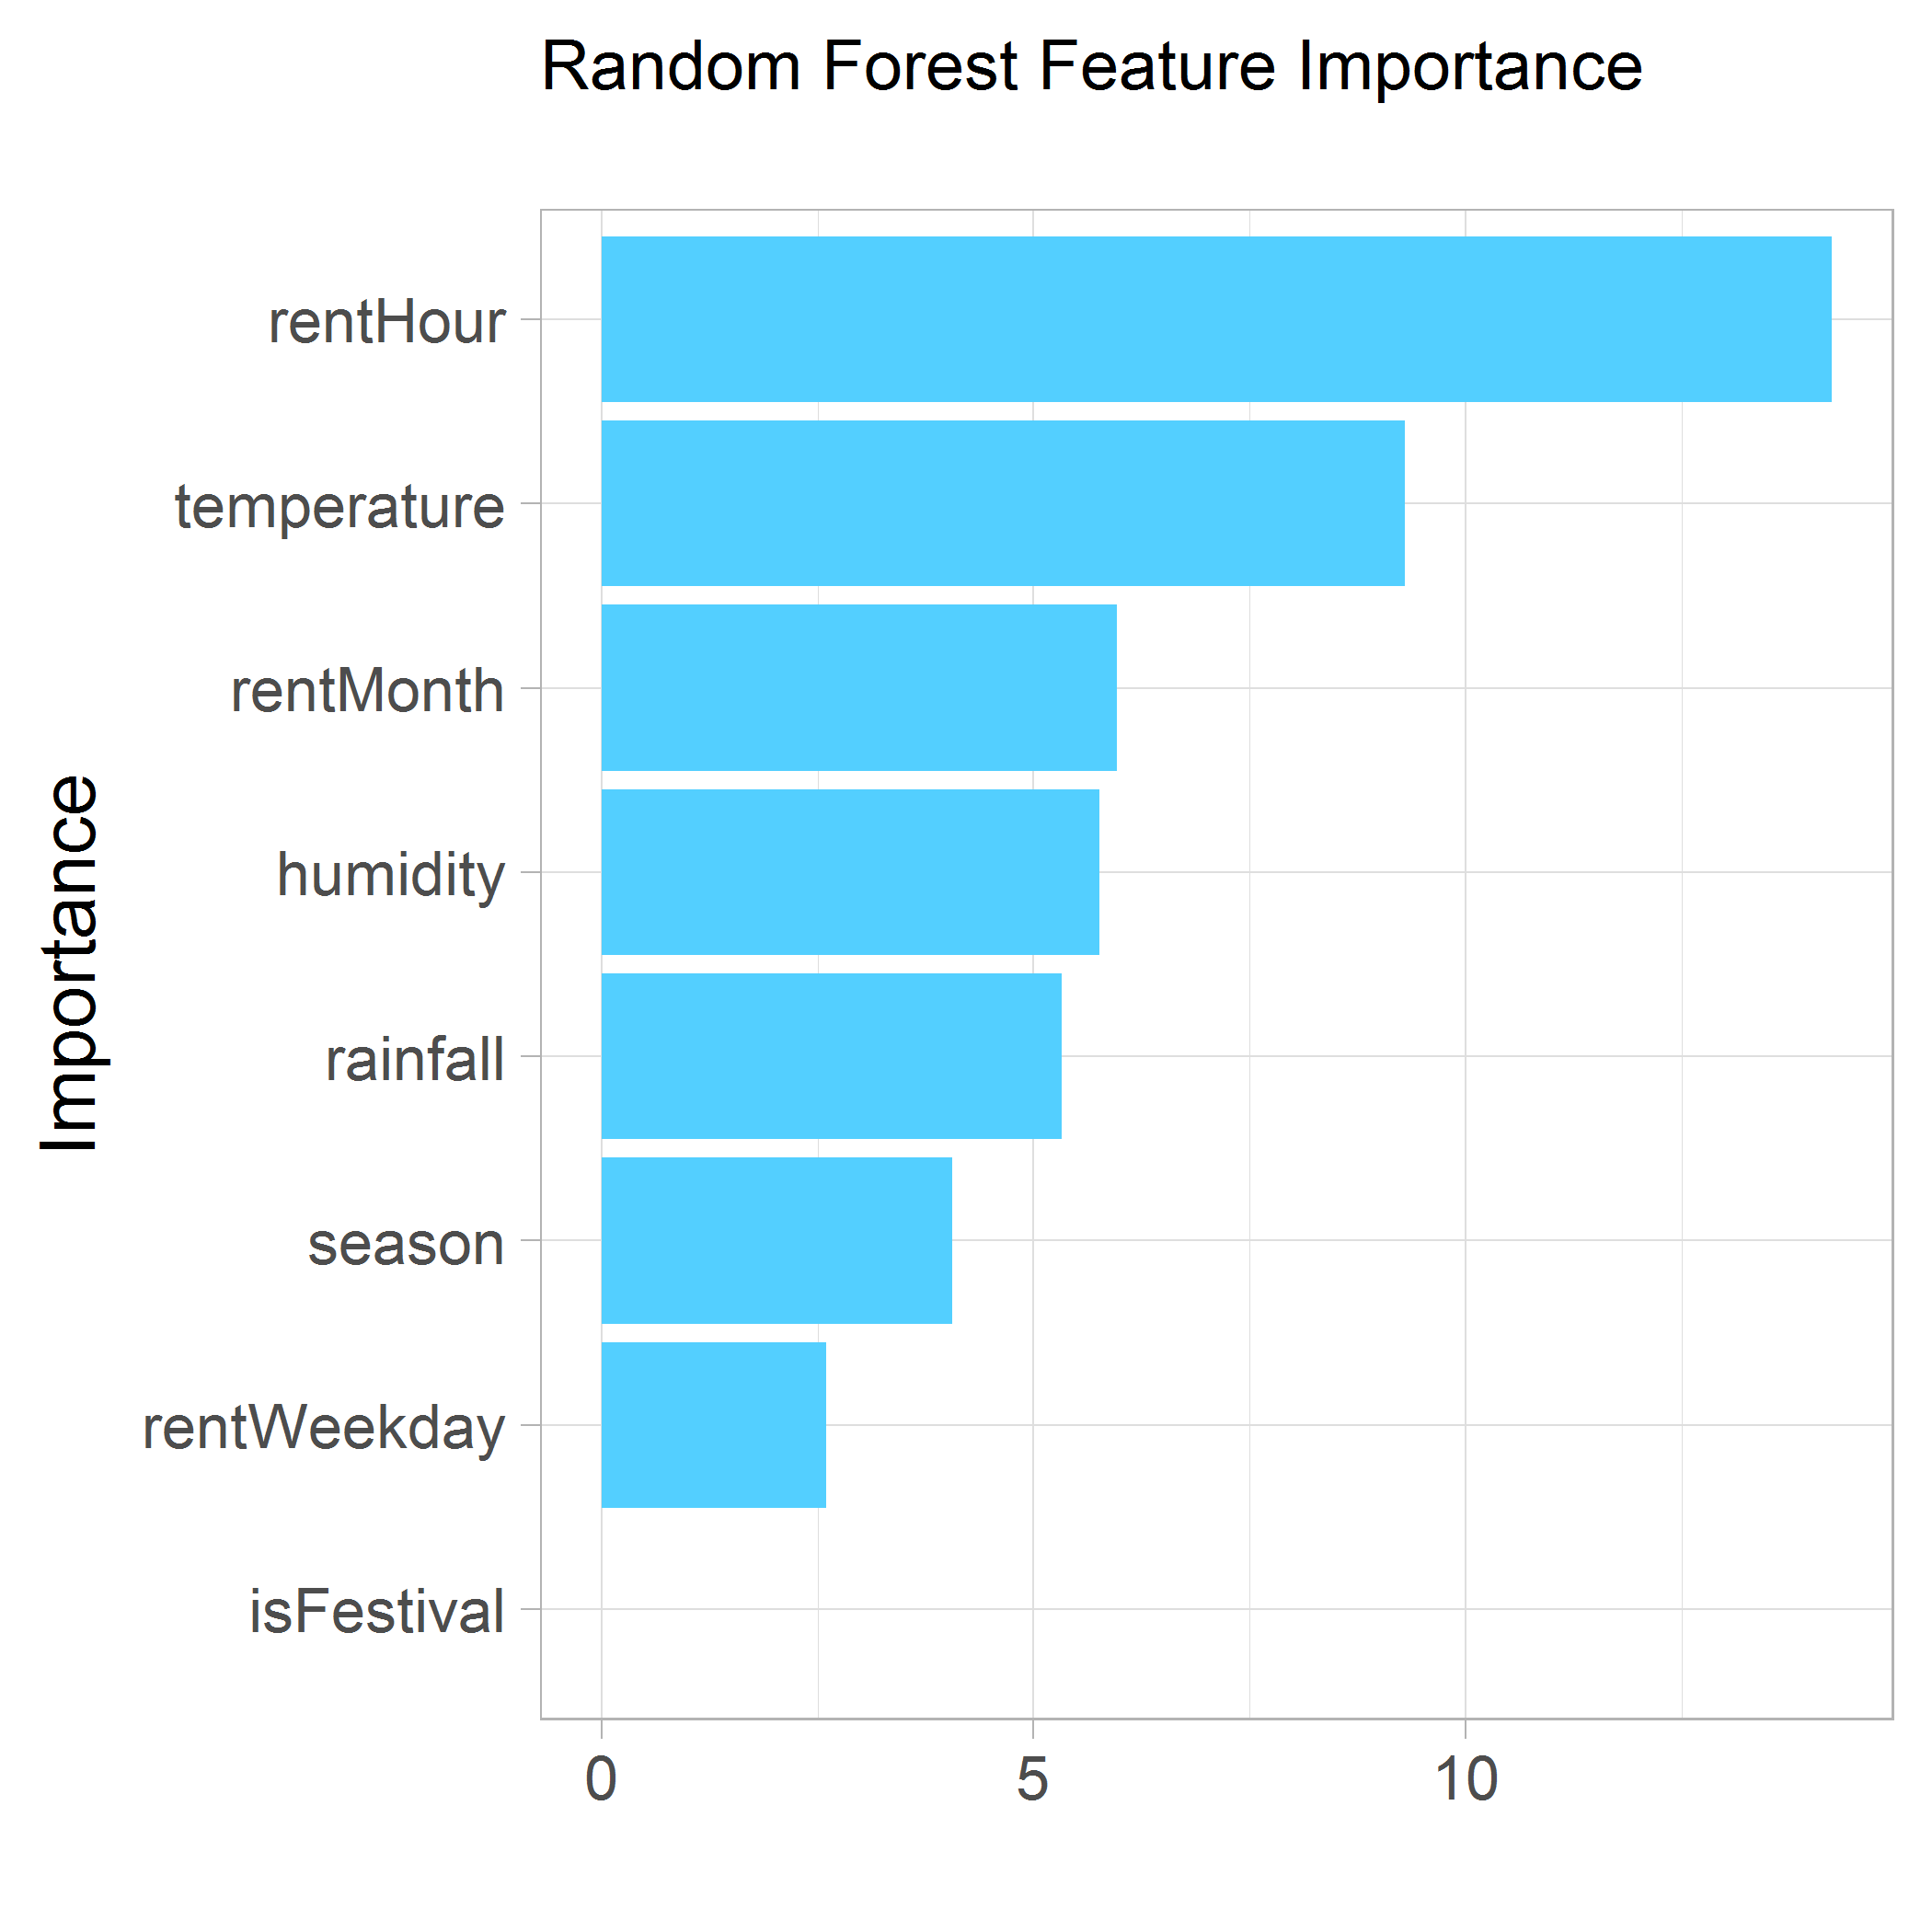 Random Forest Feature Importance
Importance
rentHour
temperature
rentMonth
humidity
rainfall
season
rentWeekday
isFestival
0 5 10